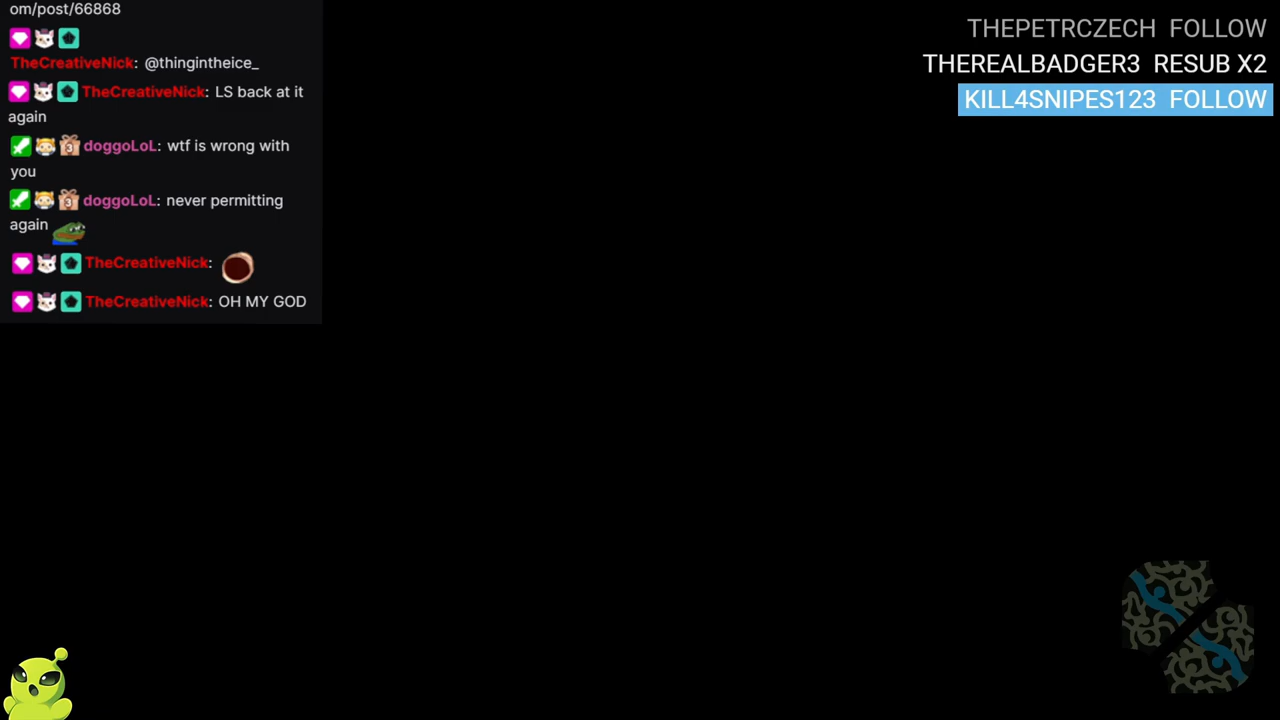 om/post/66868
TheCreativeNick: @thingintheice_
TheCreativeNick: LS back at it
again
doggoLoL: wtf is wrong with
you
doggoLoL: never permitting
again
TheCreativeNick:
TheCreativeNick: OH MY GOD
THEPETRCZECH FOLLOW
THEREALBADGER3 RESUB X2
KILL4SNIPES123 FOLLOW